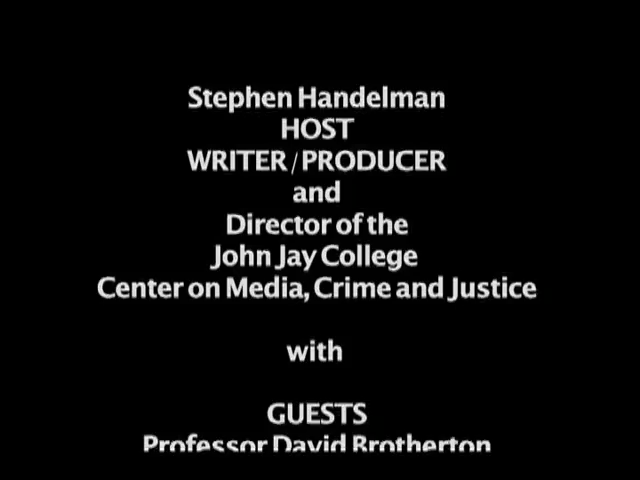 Stephen Handelman
HOST
WRITER/PRODUCER
and
Director of the
John Jay College
Center on Media, Crime and Justice
with
GUESTS
Professor David Brotherton